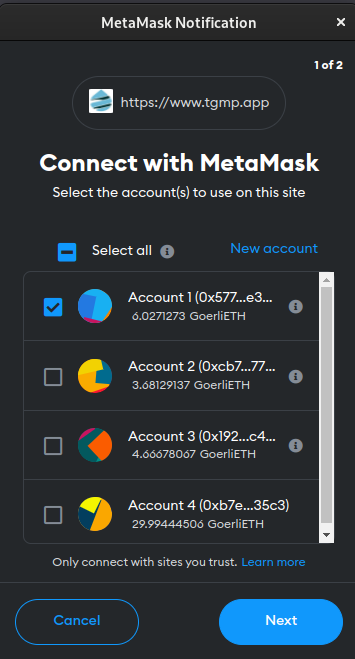 MetaMask Notification
1 of 2
https://www.tgmp.app
Connect with MetaMask
Select the account(s) to use on this site
Select all
New account
Account 1 (0x577...e3...
6.0271273 GoerliETH
Account 2 (0xcb7...77...
3.68129137 GoerliETH
Account 3 (0x192...c4...
4.66678067 GoerliETH
Account 4 (0xb7e...35c3)
29.99444506 GoerliETH
Only connect with sites you trust. Learn more
Cancel
Next